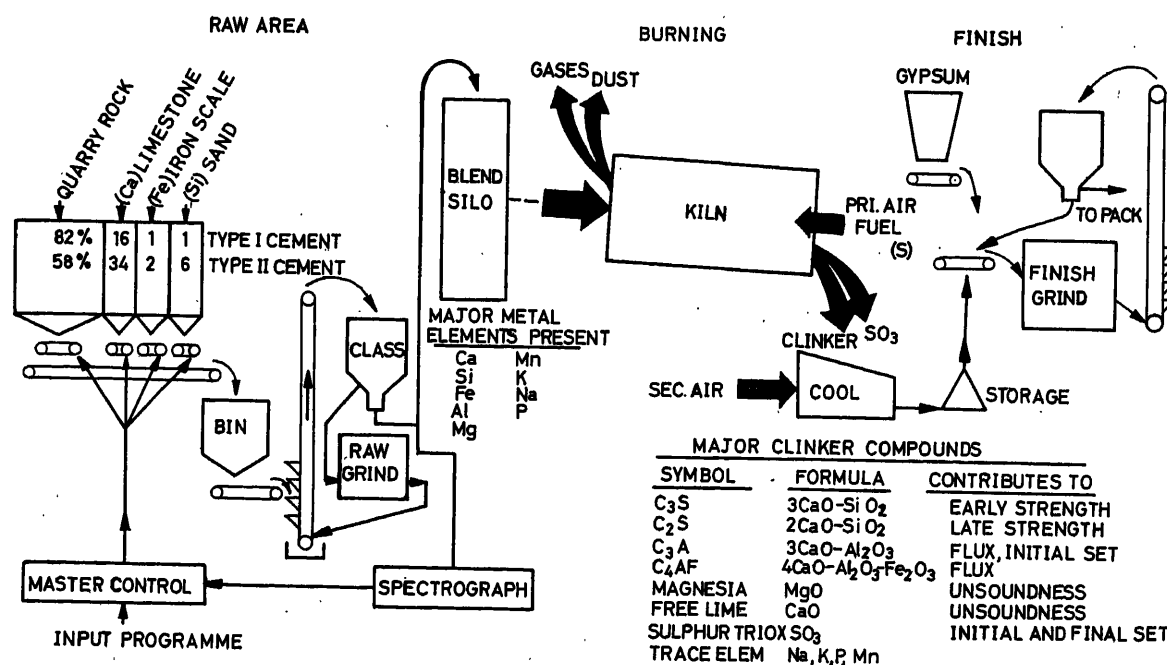 RAW AREA
BURNING
FINISH
QUARRY ROCK
(Ca) LIMESTONE
(Fe) IRON SCALE
(Si) SAND
82% 16 1 1 TYPE I CEMENT
58% 34 2 6 TYPE II CEMENT
BIN
CLASS
RAW
GRIND
MASTER CONTROL
SPECTROGRAPH
INPUT PROGRAMME
BLEND
SILO
MAJOR METAL
ELEMENTS PRESENT
Ca Mn
Si K
Fe Na
Al P
Mg
GASES
DUST
KILN
PRI. AIR
FUEL
(S)
SO3
CLINKER
SEC. AIR
COOL
STORAGE
GYPSUM
TO PACK
FINISH
GRIND
MAJOR CLINKER COMPOUNDS
SYMBOL FORMULA CONTRIBUTES TO
C3S 3CaO-SiO2 EARLY STRENGTH
C2S 2CaO-SiO2 LATE STRENGTH
C3A 3CaO-Al2O3 FLUX, INITIAL SET
C4AF 4CaO-Al2O3-Fe2O3 FLUX
MAGNESIA MgO UNSOUNDNESS
FREE LIME CaO UNSOUNDNESS
SULPHUR TRIOX SO3 INITIAL AND FINAL SET
TRACE ELEM Na, K, P, Mn